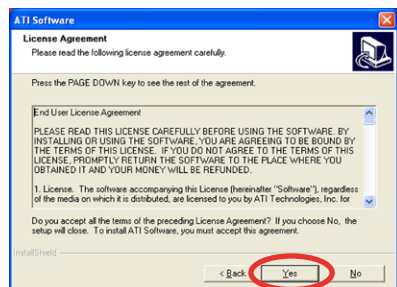 ATI Software
License Agreement
Please read the following license agreement carefully.
Press the PAGE DOWN key to see the rest of the agreement.
End User License Agreement
PLEASE READ THIS LICENSE CAREFULLY BEFORE USING THE SOFTWARE. BY
INSTALLING OR USING THE SOFTWARE, YOU ARE AGREEING TO BE BOUND BY
THE TERMS OF THIS LICENSE. IF YOU DO NOT AGREE TO THE TERMS OF THIS
LICENSE, PROMPTLY RETURN THE SOFTWARE TO THE PLACE WHERE YOU
OBTAINED IT AND YOUR MONEY WILL BE REFUNDED.
1. License. The software accompanying this License (hereinafter "Software"), regardless
of the media on which it is distributed, are licensed to you by ATI Technologies, Inc. for
Do you accept all the terms of the preceding License Agreement? If you choose No, the
setup will close. To install ATI Software, you must accept this agreement.
InstallShield
< Back Yes No